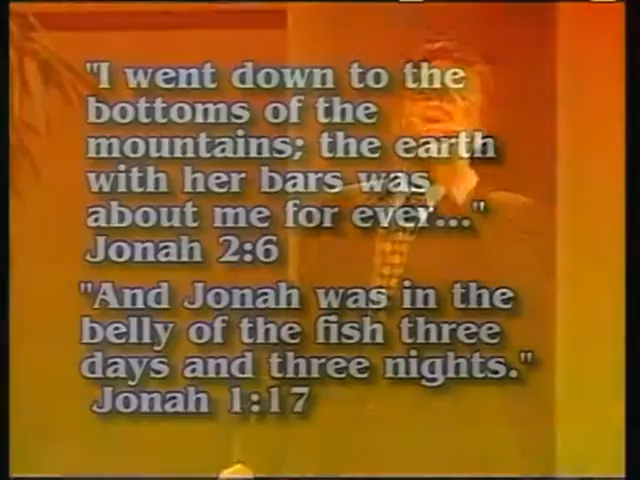 "I went down to the
bottoms of the
mountains; the earth
with her bars was
about me for ever..."
Jonah 2:6
"And Jonah was in the
belly of the fish three
days and three nights."
Jonah 1:17